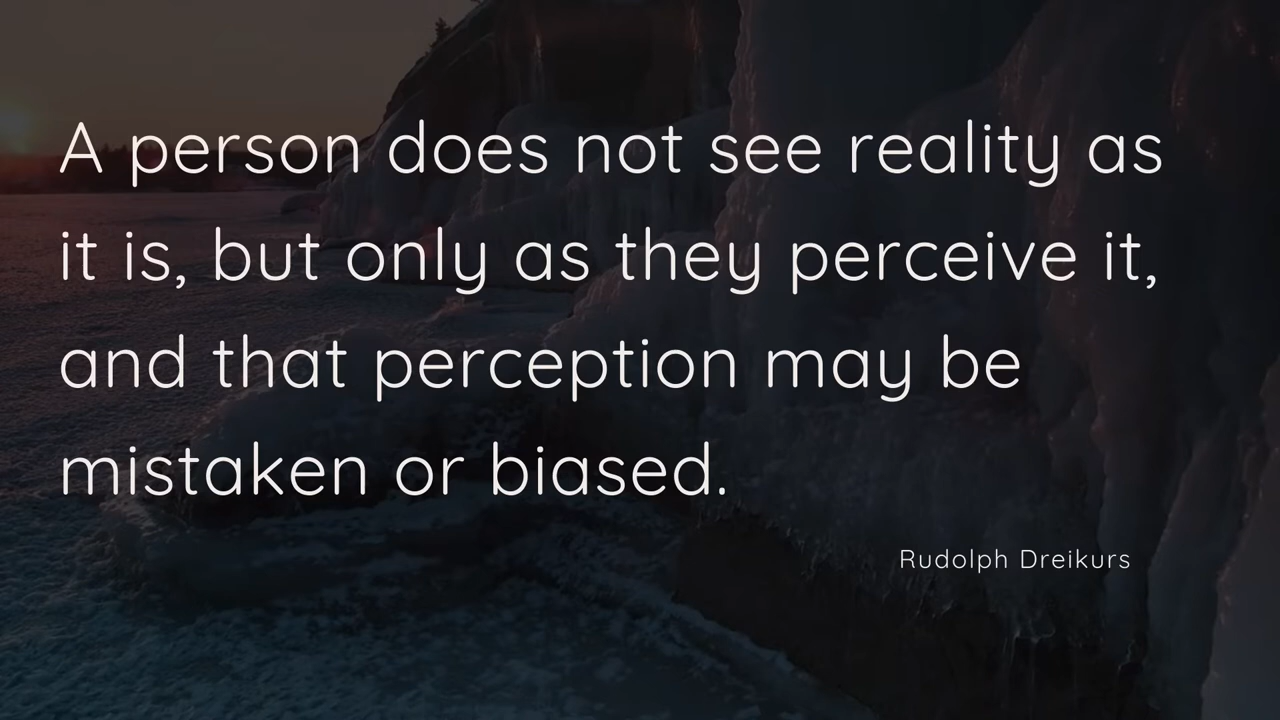 A person does not see reality as
it is, but only as they perceive it,
and that perception may be
mistaken or biased.
Rudolph Dreikurs